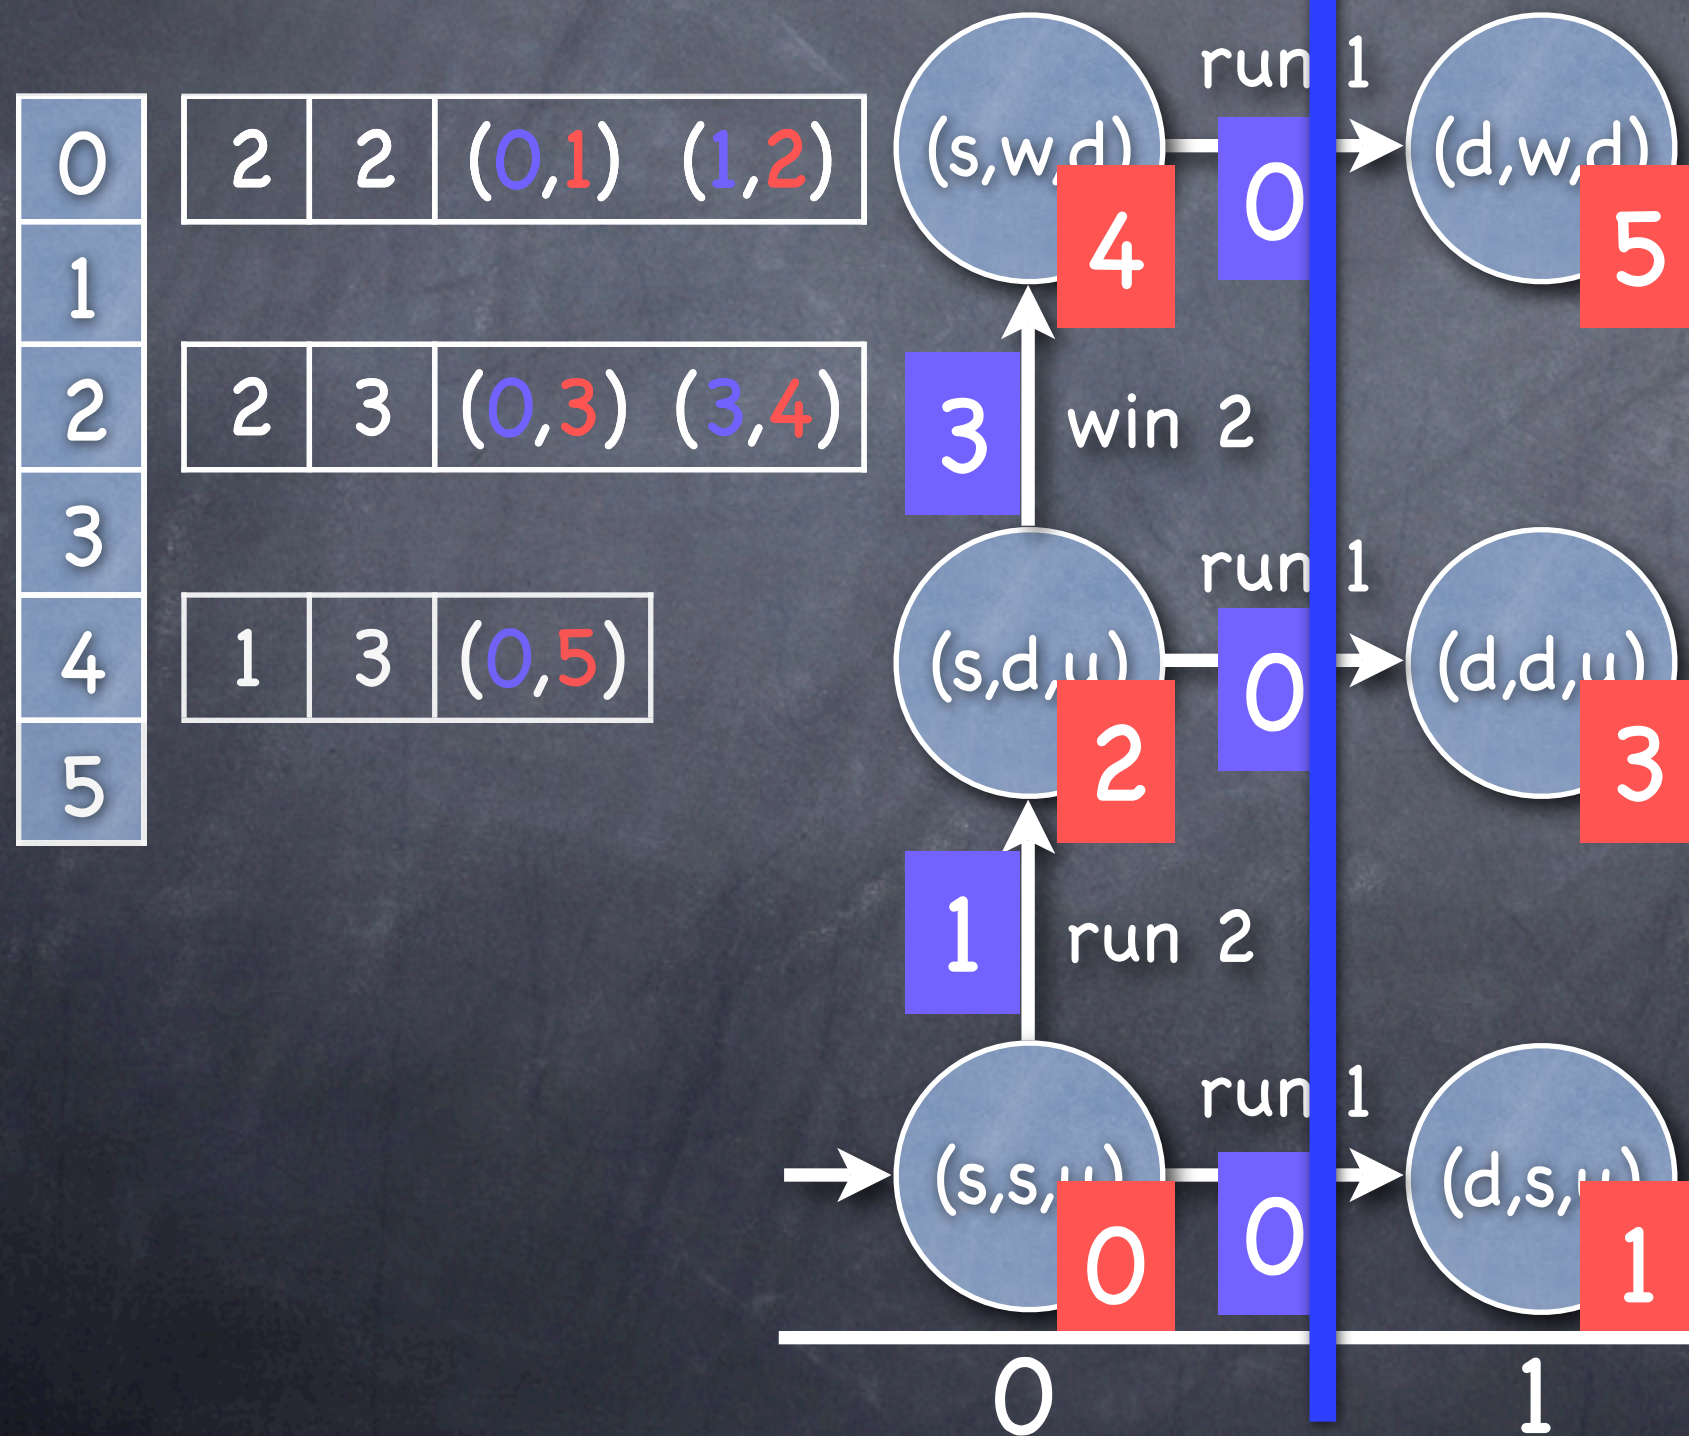 0
1
2
3
4
5
2 2 (0,1) (1,2)
2 3 (0,3) (3,4)
1 3 (0,5)
run 1
(s,w,d)
4
0
(d,w,d)
5
3
win 2
run 1
(s,d,u)
2
0
(d,d,u)
3
1
run 2
run 1
(s,s,u)
0
0
(d,s,u)
1
0
1